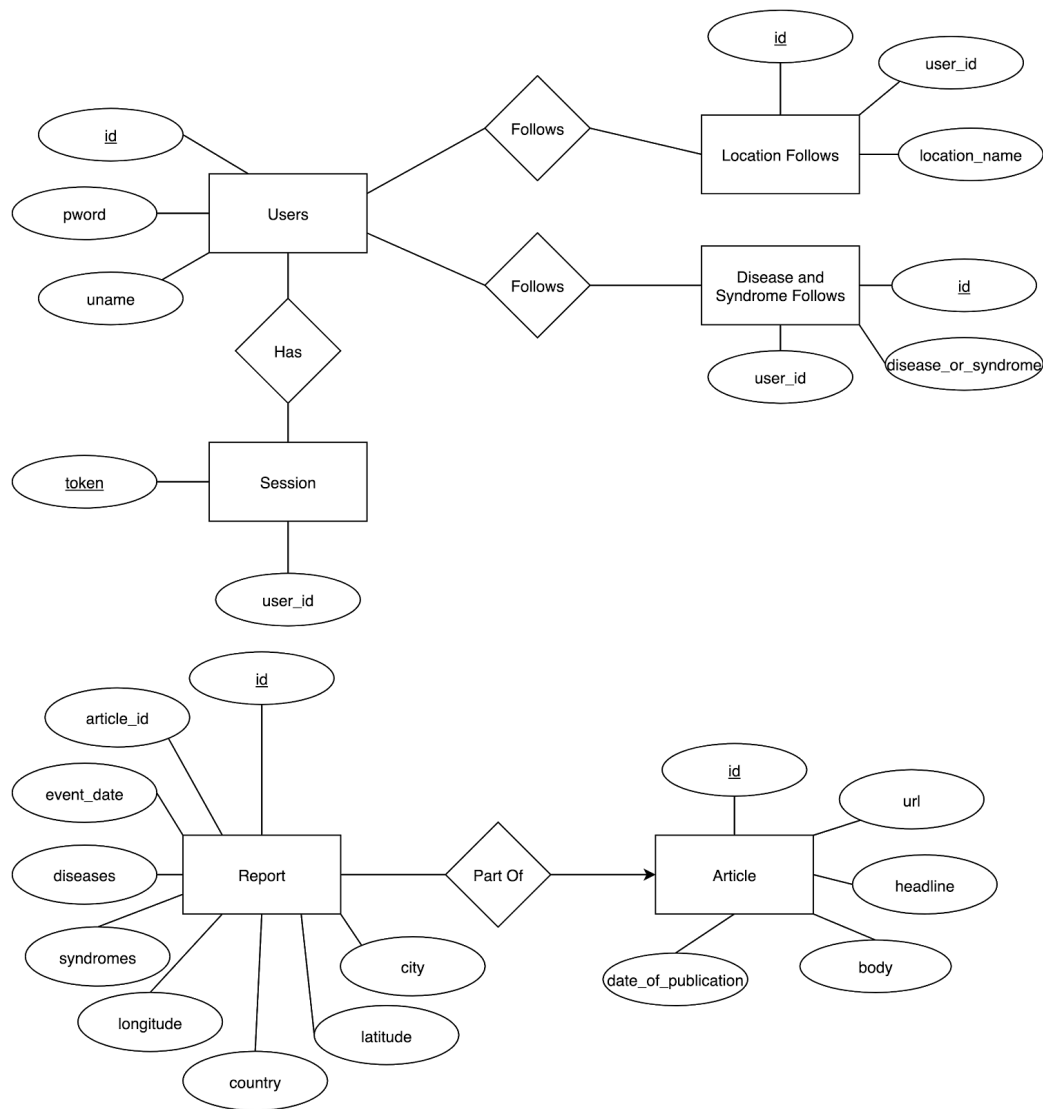 id
user_id
id
Follows
Location Follows
location_name
pword
Users
uname
Follows
Disease and
Syndrome Follows
id
disease_or_syndrome
user_id
Has
token
Session
user_id
id
article_id
event_date
diseases
Report
syndromes
longitude
country
latitude
city
Part Of
id
url
Article
headline
body
date_of_publication